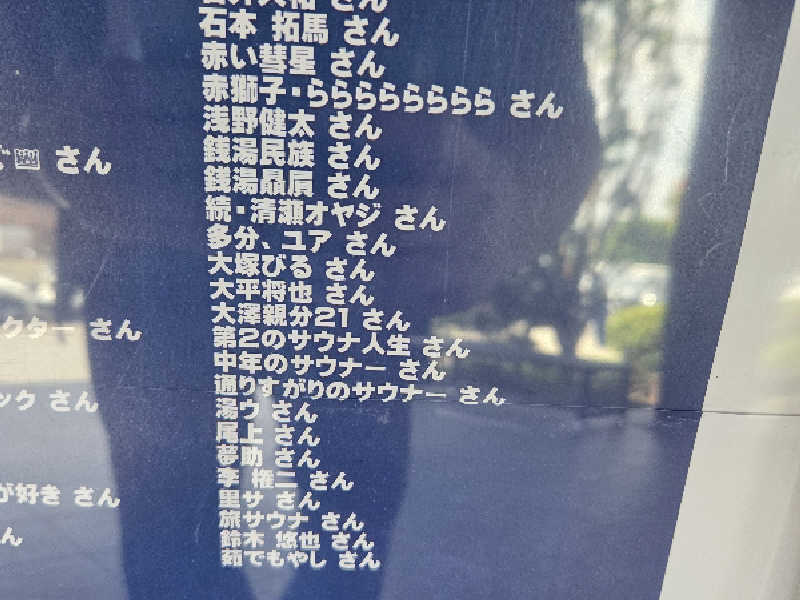 さん
石本 拓馬 さん
赤い彗星 さん
赤獅子・らららららららら さん
浅野健太 さん
銭湯民族 さん
銭湯贔屓 さん
続・清瀬オヤジ さん
多分、ユア さん
大塚びる さん
大平将也 さん
大澤親分21 さん
第2のサウナ人生 さん
中年のサウナー さん
通りすがりのサウナー さん
湯ウ さん
尾上 さん
夢助 さん
李 権二 さん
里サ さん
旅サウナ さん
鈴木 悠也 さん
茹でもやし さん
さん
クター さん
ック さん
が好き さん
ん